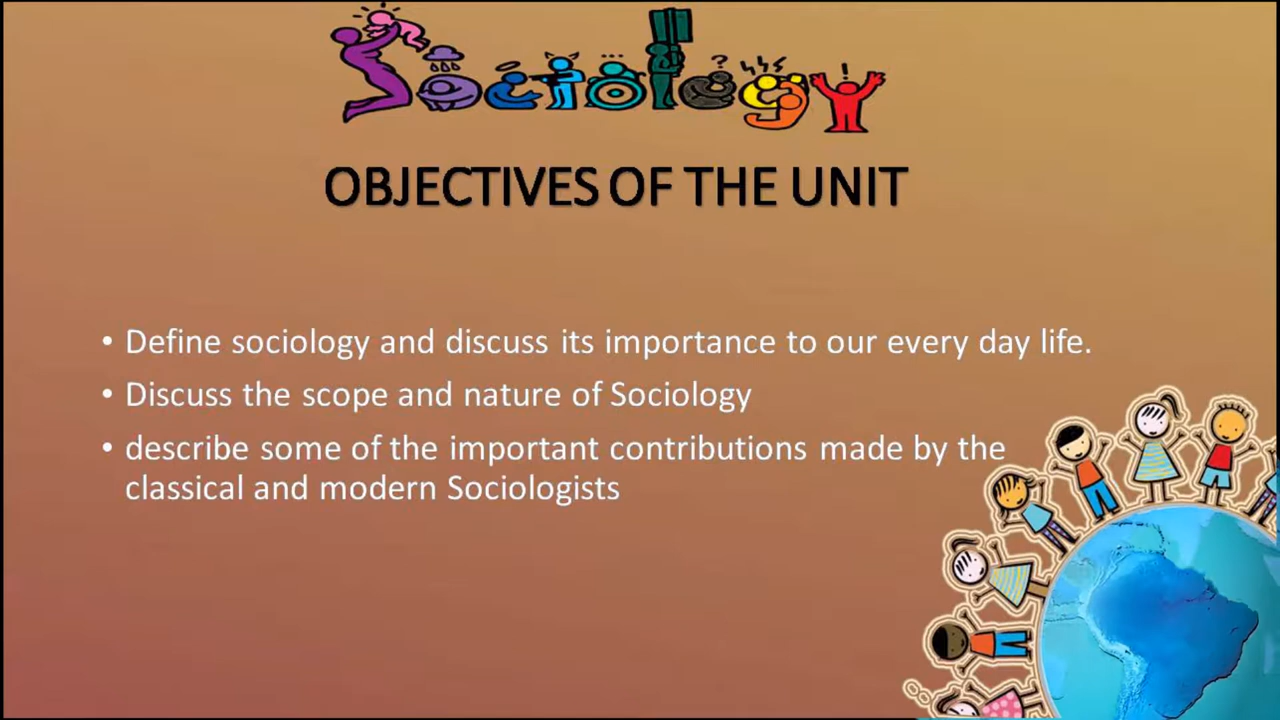 Sociology
OBJECTIVES OF THE UNIT
• Define sociology and discuss its importance to our every day life.
• Discuss the scope and nature of Sociology
• describe some of the important contributions made by the
classical and modern Sociologists